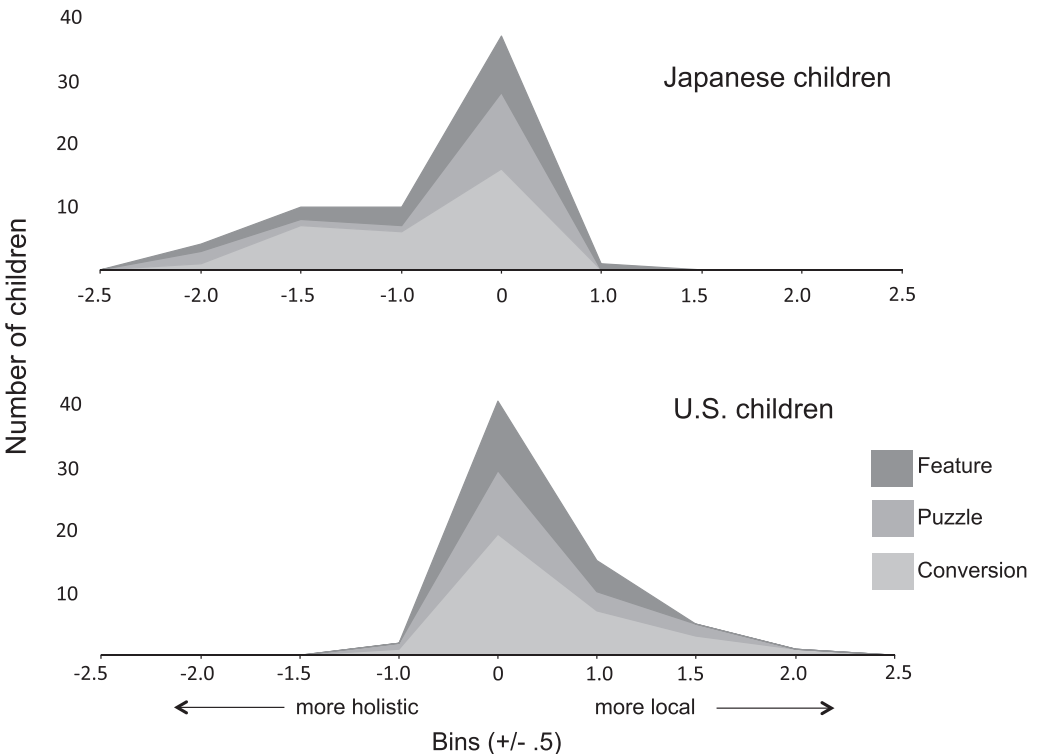 40
30
20
10
Japanese children
-2.5 -2.0 -1.5 -1.0 0 1.0 1.5 2.0 2.5
Number of children
40
30
20
10
U.S. children
Feature
Puzzle
Conversion
-2.5 -2.0 -1.5 -1.0 0 1.0 1.5 2.0 2.5
more holistic more local
Bins (+/- .5)